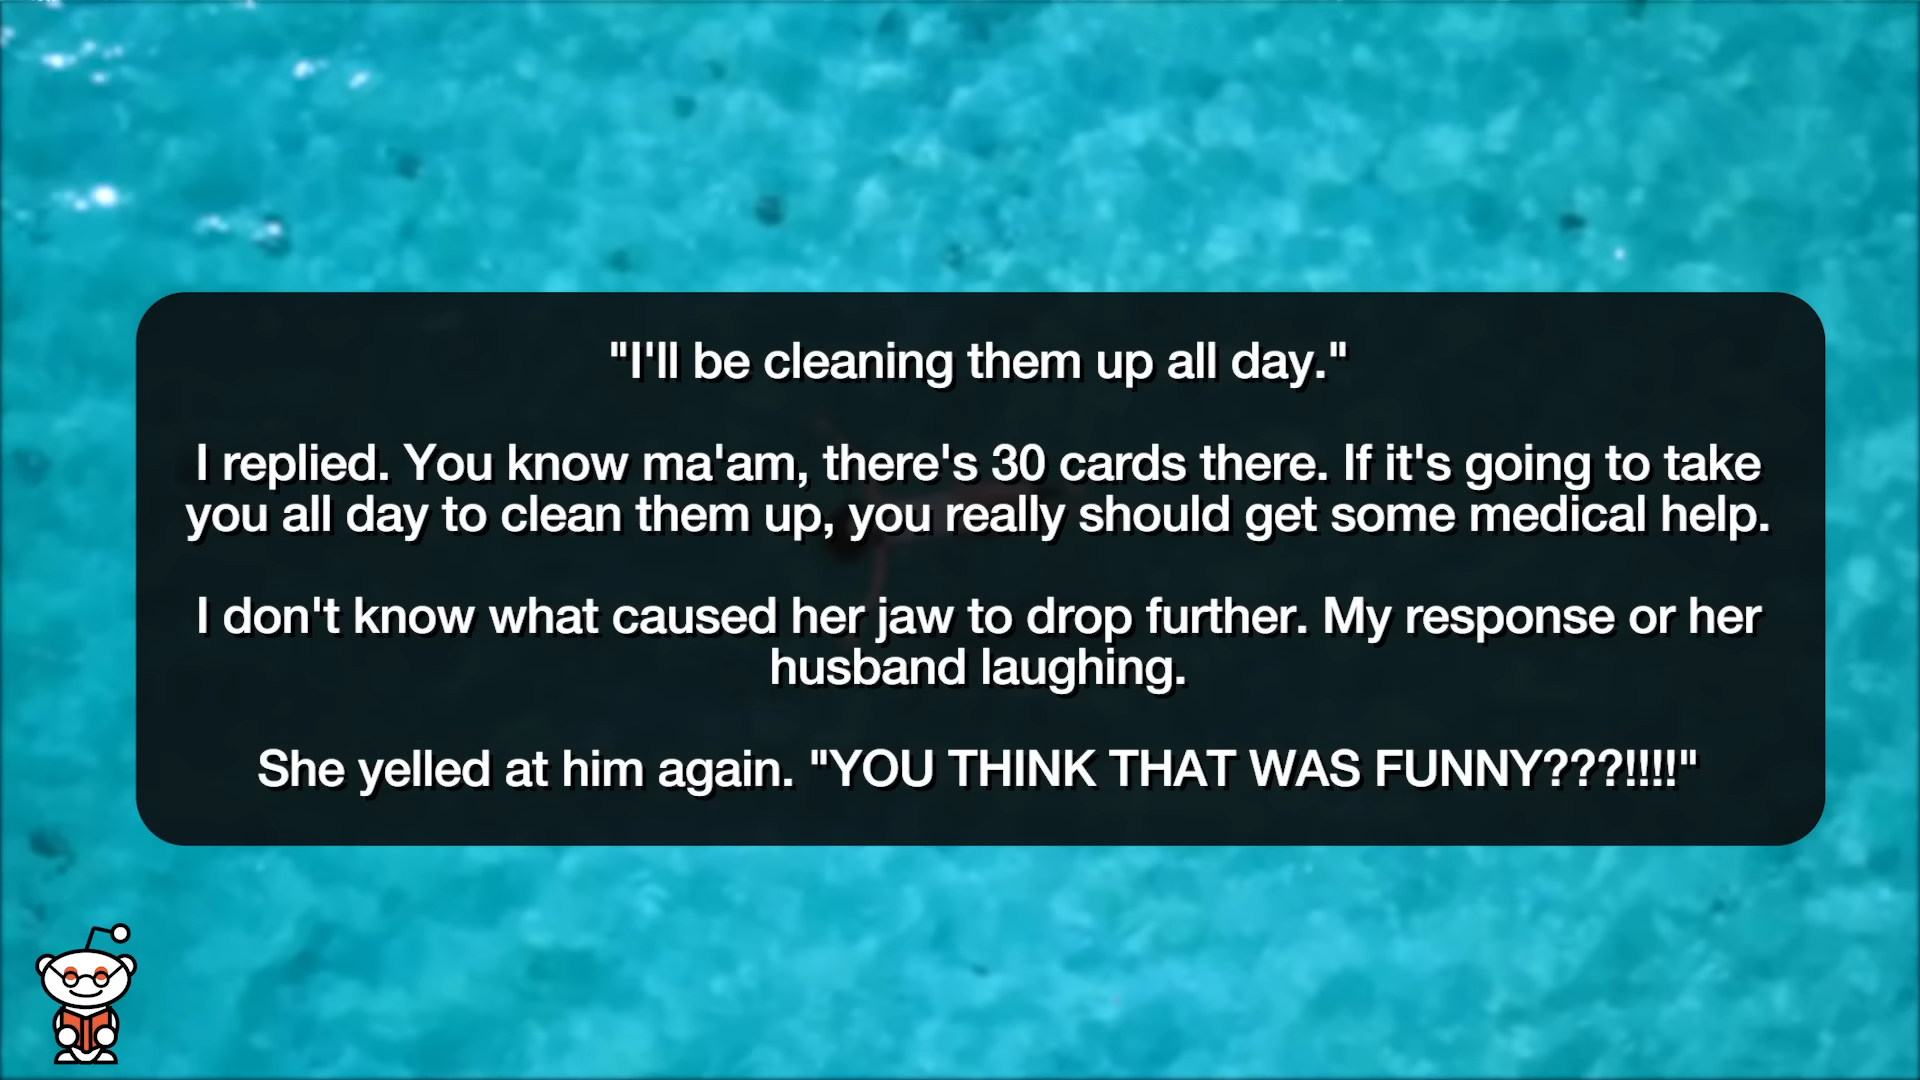 "I'll be cleaning them up all day."
I replied. You know ma'am, there's 30 cards there. If it's going to take
you all day to clean them up, you really should get some medical help.
I don't know what caused her jaw to drop further. My response or her
husband laughing.
She yelled at him again. "YOU THINK THAT WAS FUNNY???!!!!"